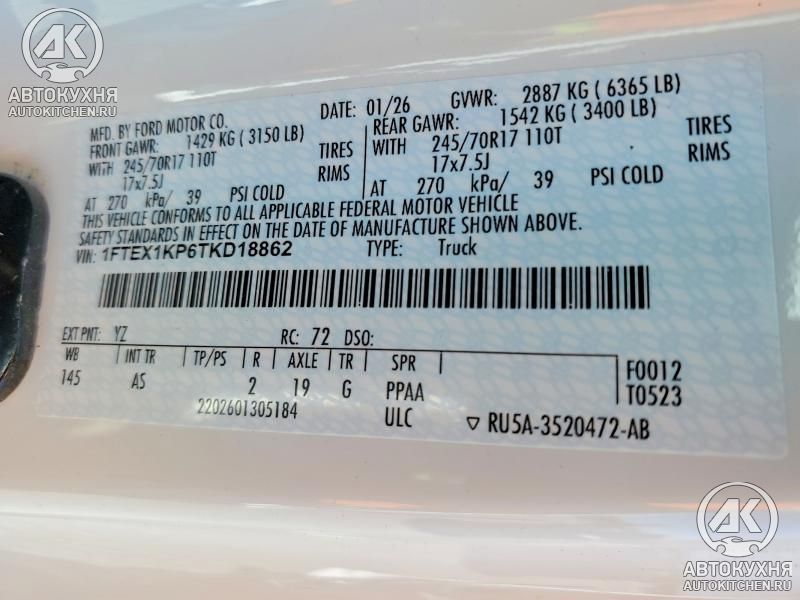 АК
АВТОКУХНЯ
AUTOKITCHEN.RU
MFD. BY FORD MOTOR CO.
DATE: 01/26 GVWR: 2887 KG ( 6365 LB)
FRONT GAWR: 1429 KG ( 3150 LB)
REAR GAWR: 1542 KG ( 3400 LB)
WITH 245/70R17 110T TIRES
WITH 245/70R17 110T TIRES
17x7.5J RIMS
17x7.5J RIMS
AT 270 kPa/ 39 PSI COLD
AT 270 kPa/ 39 PSI COLD
THIS VEHICLE CONFORMS TO ALL APPLICABLE FEDERAL MOTOR VEHICLE
SAFETY STANDARDS IN EFFECT ON THE DATE OF MANUFACTURE SHOWN ABOVE.
VIN: 1FTEX1KP6TKD18862 TYPE: Truck
EXT PNT: YZ RC: 72 DSO:
WB INT TR TP/PS R AXLE TR SPR
145 AS 2 19 G PPAA
F0012
T0523
2202601305184 ULC
RU5A-3520472-AB
АК
АВТОКУХНЯ
AUTOKITCHEN.RU